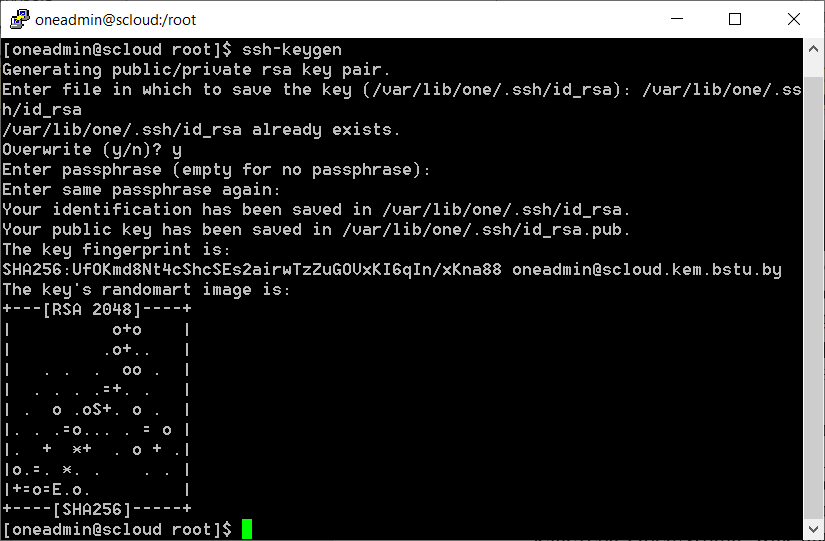 oneadmin@scloud:/root
[oneadmin@scloud root]$ ssh-keygen
Generating public/private rsa key pair.
Enter file in which to save the key (/var/lib/one/.ssh/id_rsa): /var/lib/one/.ss
h/id_rsa
/var/lib/one/.ssh/id_rsa already exists.
Overwrite (y/n)? y
Enter passphrase (empty for no passphrase):
Enter same passphrase again:
Your identification has been saved in /var/lib/one/.ssh/id_rsa.
Your public key has been saved in /var/lib/one/.ssh/id_rsa.pub.
The key fingerprint is:
SHA256:UfOKmd8Nt4cShcSEs2airwTzZuGOVxKI6qIn/xKna88 oneadmin@scloud.kem.bstu.by
The key's randomart image is:
+---[RSA 2048]----+
|          o+o    |
|         .o+..   |
|   . .  .  oo .  |
|  . . . .=+. .   |
| .  o .oS+. o .  |
|. . .=o... . = o |
|.  +  *+  . o + .|
|o.=. *. .    . . |
|+=o=E.o.         |
+----[SHA256]-----+
[oneadmin@scloud root]$